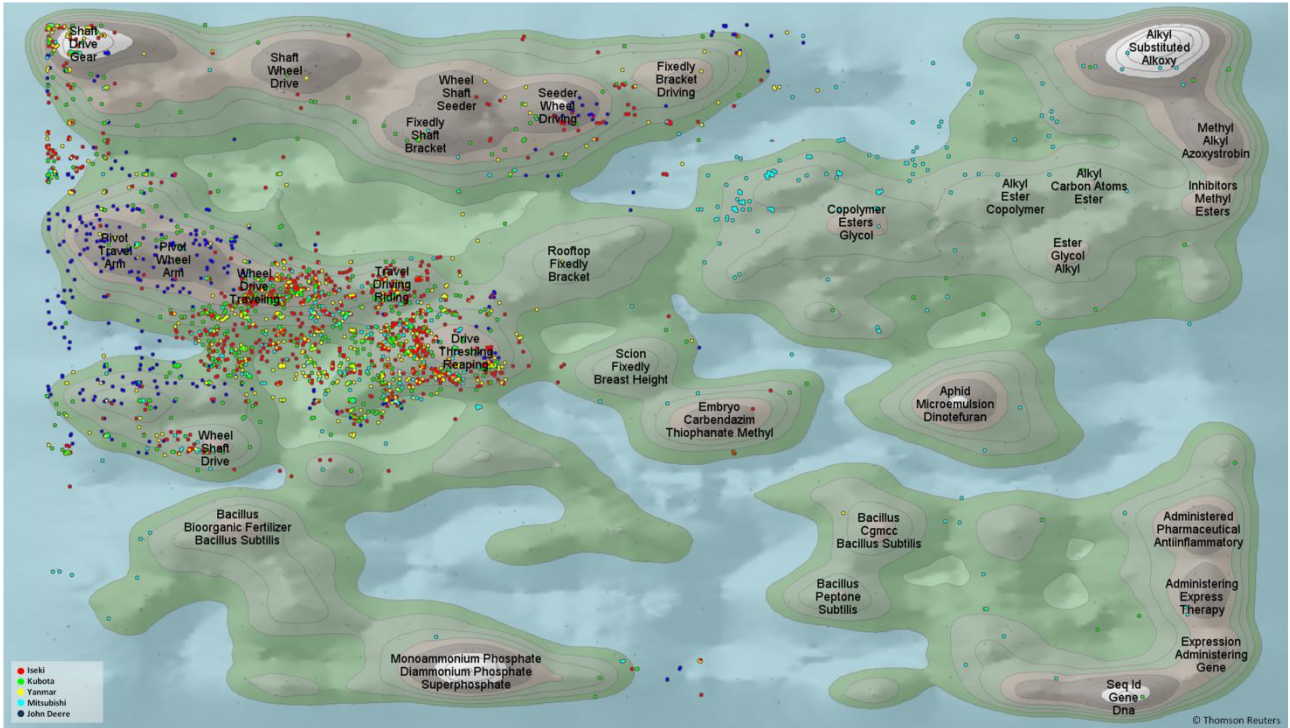 Shaft
Drive
Gear
Shaft
Wheel
Drive
Wheel
Shaft
Seeder
Fixedly
Shaft
Bracket
Seeder
Wheel
Driving
Fixedly
Bracket
Driving
Alkyl
Substituted
Alkoxy
Methyl
Alkyl
Azoxystrobin
Inhibitors
Methyl
Esters
Alkyl
Carbon Atoms
Ester
Alkyl
Ester
Copolymer
Copolymer
Esters
Glycol
Ester
Glycol
Alkyl
Pivot
Travel
Arm
Pivot
Wheel
Arm
Wheel
Drive
Traveling
Travel
Driving
Riding
Rooftop
Fixedly
Bracket
Drive
Threshing
Reaping
Scion
Fixedly
Breast Height
Embryo
Carbendazim
Thiophanate Methyl
Aphid
Microemulsion
Dinotefuran
Wheel
Shaft
Drive
Bacillus
Bioorganic Fertilizer
Bacillus Subtilis
Bacillus
Cgmcc
Bacillus Subtilis
Administered
Pharmaceutical
Antiinflammatory
Bacillus
Peptone
Subtilis
Administering
Express
Therapy
Expression
Administering
Gene
Monoammonium Phosphate
Diammonium Phosphate
Superphosphate
Seq Id
Gene
Dna
Iseki
Kubota
Yanmar
Mitsubishi
John Deere
© Thomson Reuters